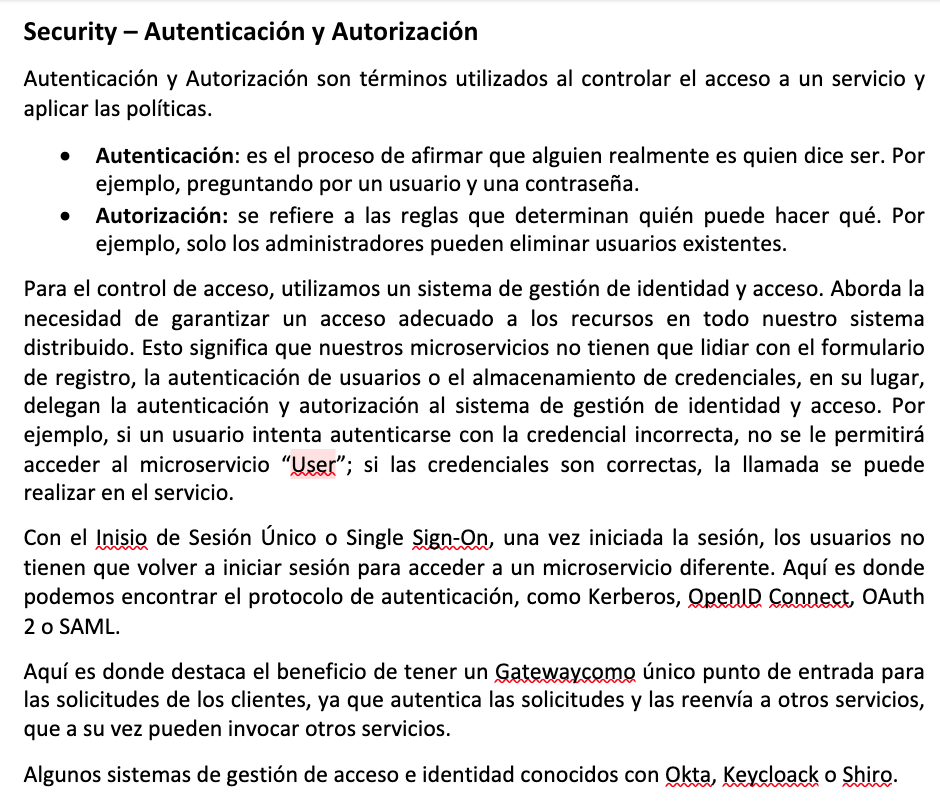 Security – Autenticación y Autorización
Autenticación y Autorización son términos utilizados al controlar el acceso a un servicio y
aplicar las políticas.
• Autenticación: es el proceso de afirmar que alguien realmente es quien dice ser. Por
ejemplo, preguntando por un usuario y una contraseña.
• Autorización: se refiere a las reglas que determinan quién puede hacer qué. Por
ejemplo, solo los administradores pueden eliminar usuarios existentes.
Para el control de acceso, utilizamos un sistema de gestión de identidad y acceso. Aborda la
necesidad de garantizar un acceso adecuado a los recursos en todo nuestro sistema
distribuido. Esto significa que nuestros microservicios no tienen que lidiar con el formulario
de registro, la autenticación de usuarios o el almacenamiento de credenciales, en su lugar,
delegan la autenticación y autorización al sistema de gestión de identidad y acceso. Por
ejemplo, si un usuario intenta autenticarse con la credencial incorrecta, no se le permitirá
acceder al microservicio “User”; si las credenciales son correctas, la llamada se puede
realizar en el servicio.
Con el Inisio de Sesión Único o Single Sign-On, una vez iniciada la sesión, los usuarios no
tienen que volver a iniciar sesión para acceder a un microservicio diferente. Aquí es donde
podemos encontrar el protocolo de autenticación, como Kerberos, OpenID Connect, OAuth
2 o SAML.
Aquí es donde destaca el beneficio de tener un Gatewaycomo único punto de entrada para
las solicitudes de los clientes, ya que autentica las solicitudes y las reenvía a otros servicios,
que a su vez pueden invocar otros servicios.
Algunos sistemas de gestión de acceso e identidad conocidos con Okta, Keycloack o Shiro.